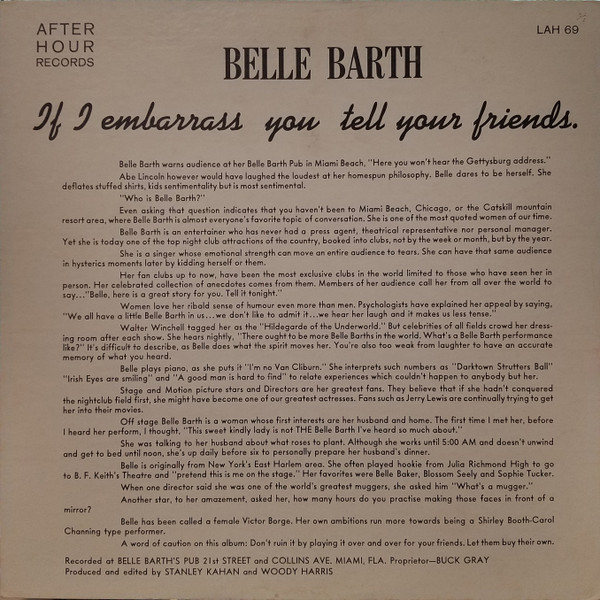 AFTER
HOUR
RECORDS
LAH 69
BELLE BARTH
If I embarrass you tell your friends.
Belle Barth warns audience at her Belle Barth Pub in Miami Beach, "Here you won't hear the Gettysburg address."
Abe Lincoln however would have laughed the loudest at her homespun philosophy. Belle dares to be herself. She
deflates stuffed shirts, kids sentimentality but is most sentimental.
"Who is Belle Barth?"
Even asking that question indicates that you haven't been to Miami Beach, Chicago, or the Catskill mountain
resort area, where Belle Barth is almost everyone's favorite topic of conversation. She is one of the most quoted women of our time.
Belle Barth is an entertainer who has never had a press agent, theatrical representative nor personal manager.
Yet she is today one of the top night club attractions of the country, booked into clubs, not by the week or month, but by the year.
She is a singer whose emotional strength can move an entire audience to tears. She can have that same audience
in hysterics moments later by kidding herself or them.
Her fan clubs up to now, have been the most exclusive clubs in the world limited to those who have seen her in
person. Her celebrated collection of anecdotes comes from them. Members of her audience call her from all over the world to
say..."Belle, here is a great story for you. Tell it tonight."
Women love her ribald sense of humour even more than men. Psychologists have explained her appeal by saying,
"We all have a little Belle Barth in us...we don't like to admit it...we hear her laugh and it makes us less tense."
Walter Winchell tagged her as the "Hildegarde of the Underworld." But celebrities of all fields crowd her dress-
ing room after each show. She hears nightly, "There ought to be more Belle Barths in the world. What's a Belle Barth performance
like?" It's difficult to describe, as Belle does what the spirit moves her. You're also too weak from laughter to have an accurate
memory of what you heard.
Belle plays piano, as she puts it "I'm no Van Cliburn." She interprets such numbers as "Darktown Strutters Ball"
"Irish Eyes are smiling" and "A good man is hard to find" to relate experiences which couldn't happen to anybody but her.
Stage and Motion picture stars and Directors are her greatest fans. They believe that if she hadn't conquered
the nightclub field first, she might have become one of our greatest actresses. Fans such as Jerry Lewis are continually trying to get
her into their movies.
Off stage Belle Barth is a woman whose first interests are her husband and home. The first time I met her, before
I heard her perform, I thought, "This sweet kindly lady is not THE Belle Barth I've heard so much about."
She was talking to her husband about what roses to plant. Although she works until 5:00 AM and doesn't unwind
and get to bed until noon, she's up daily before six to personally prepare her husband's dinner.
Belle is originally from New York's East Harlem area. She often played hookie from Julia Richmond High to go
to B. F. Keith's Theatre and "pretend this is me on the stage." Her favorites were Belle Baker, Blossom Seely and Sophie Tucker.
When one director said she was one of the world's greatest muggers, she asked him "What's a mugger."
Another star, to her amazement, asked her, how many hours do you practise making those faces in front of a
mirror?
Belle has been called a female Victor Borge. Her own ambitions run more towards being a Shirley Booth-Carol
Channing type performer.
A word of caution on this album: Don't ruin it by playing it over and over for your friends. Let them buy their own.
Recorded at BELLE BARTH'S PUB 21st STREET and COLLINS AVE. MIAMI, FLA. Proprietor—BUCK GRAY
Produced and edited by STANLEY KAHAN and WOODY HARRIS